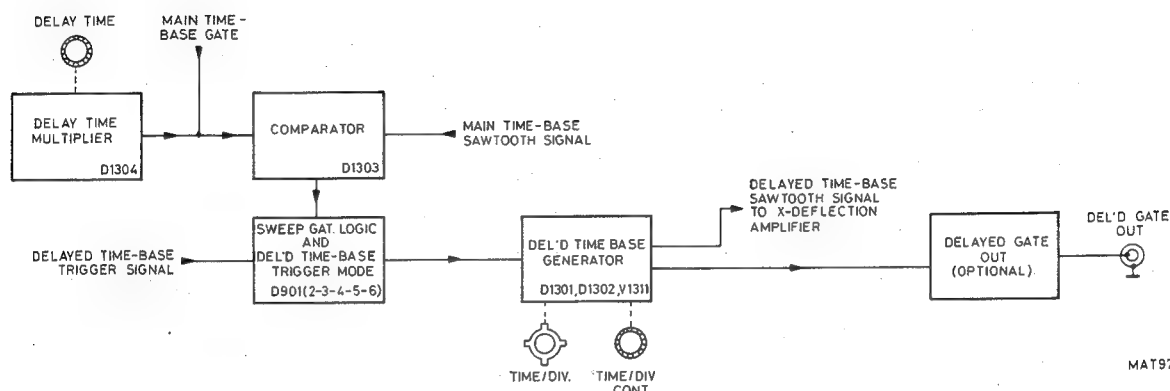 DELAY TIME
MAIN TIME-
BASE GATE
DELAY TIME
MULTIPLIER
D1304
COMPARATOR
D1303
MAIN TIME-BASE
SAWTOOTH SIGNAL
DELAYED TIME-BASE
TRIGGER SIGNAL
SWEEP GAT. LOGIC
AND
DEL'D TIME-BASE
TRIGGER MODE
D901(2-3-4-5-6)
DEL'D TIME BASE
GENERATOR
D1301,D1302,V1311
DELAYED TIME-BASE
SAWTOOTH SIGNAL
TO X-DEFLECTION
AMPLIFIER
DELAYED GATE
OUT
(OPTIONAL).
DEL'D GATE
OUT
TIME/DIV.
TIME/DIV
CONT
MAT97